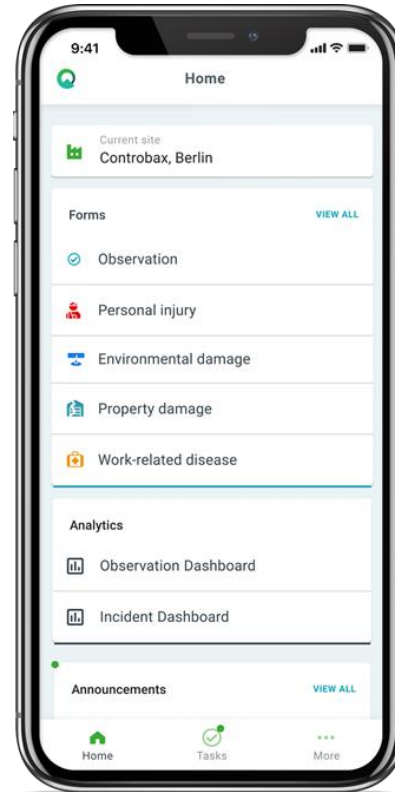 9:41
Home
Current site
Controbax, Berlin
Forms
VIEW ALL
Observation
Personal injury
Environmental damage
Property damage
Work-related disease
Analytics
Observation Dashboard
Incident Dashboard
Announcements
VIEW ALL
Home
Tasks
More